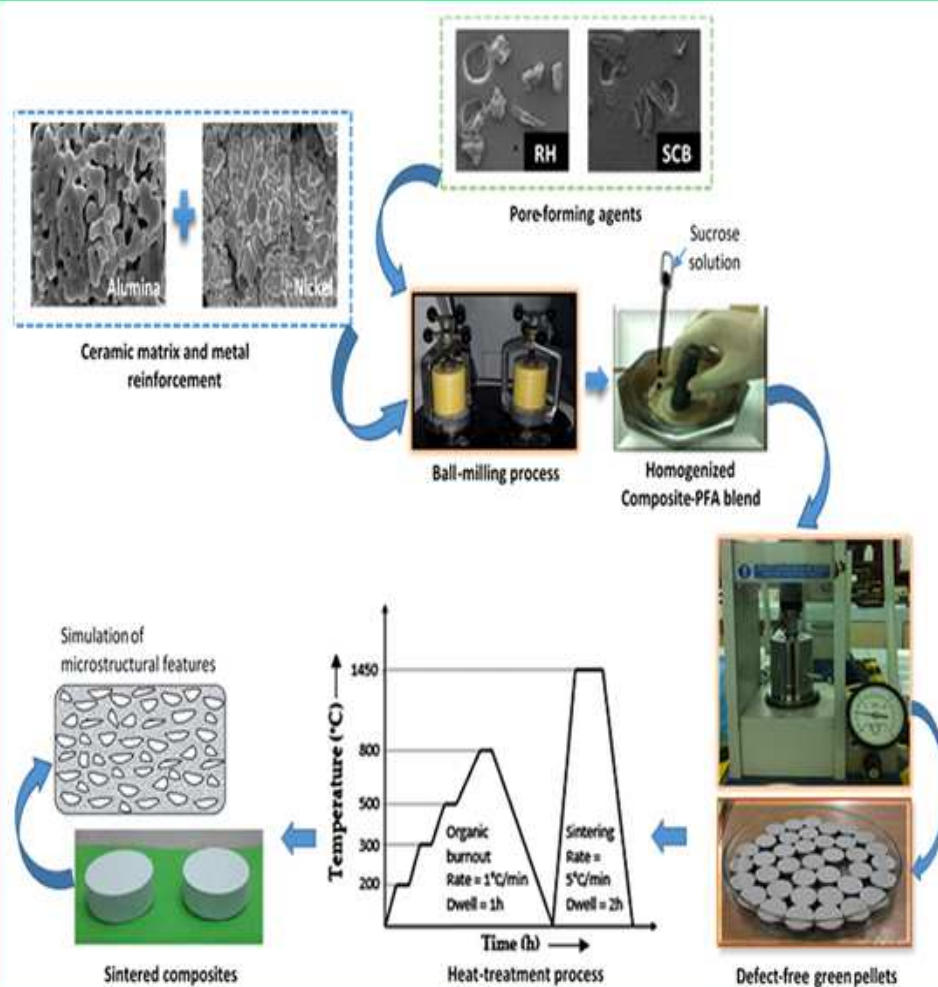 RH
SCB
Pore-forming agents
Alumina
Nickel
Ceramic matrix and metal
reinforcement
Sucrose
solution
Ball-milling process
Homogenized
Composite-PFA blend
Simulation of
microstructural features
Temperature (°C)
1450
800
500
300
200
Organic
burnout
Rate = 1°C/min
Dwell = 1h
Sintering
Rate =
5°C/min
Dwell = 2h
Time (h)
Sintered composites
Heat-treatment process
Defect-free green pellets